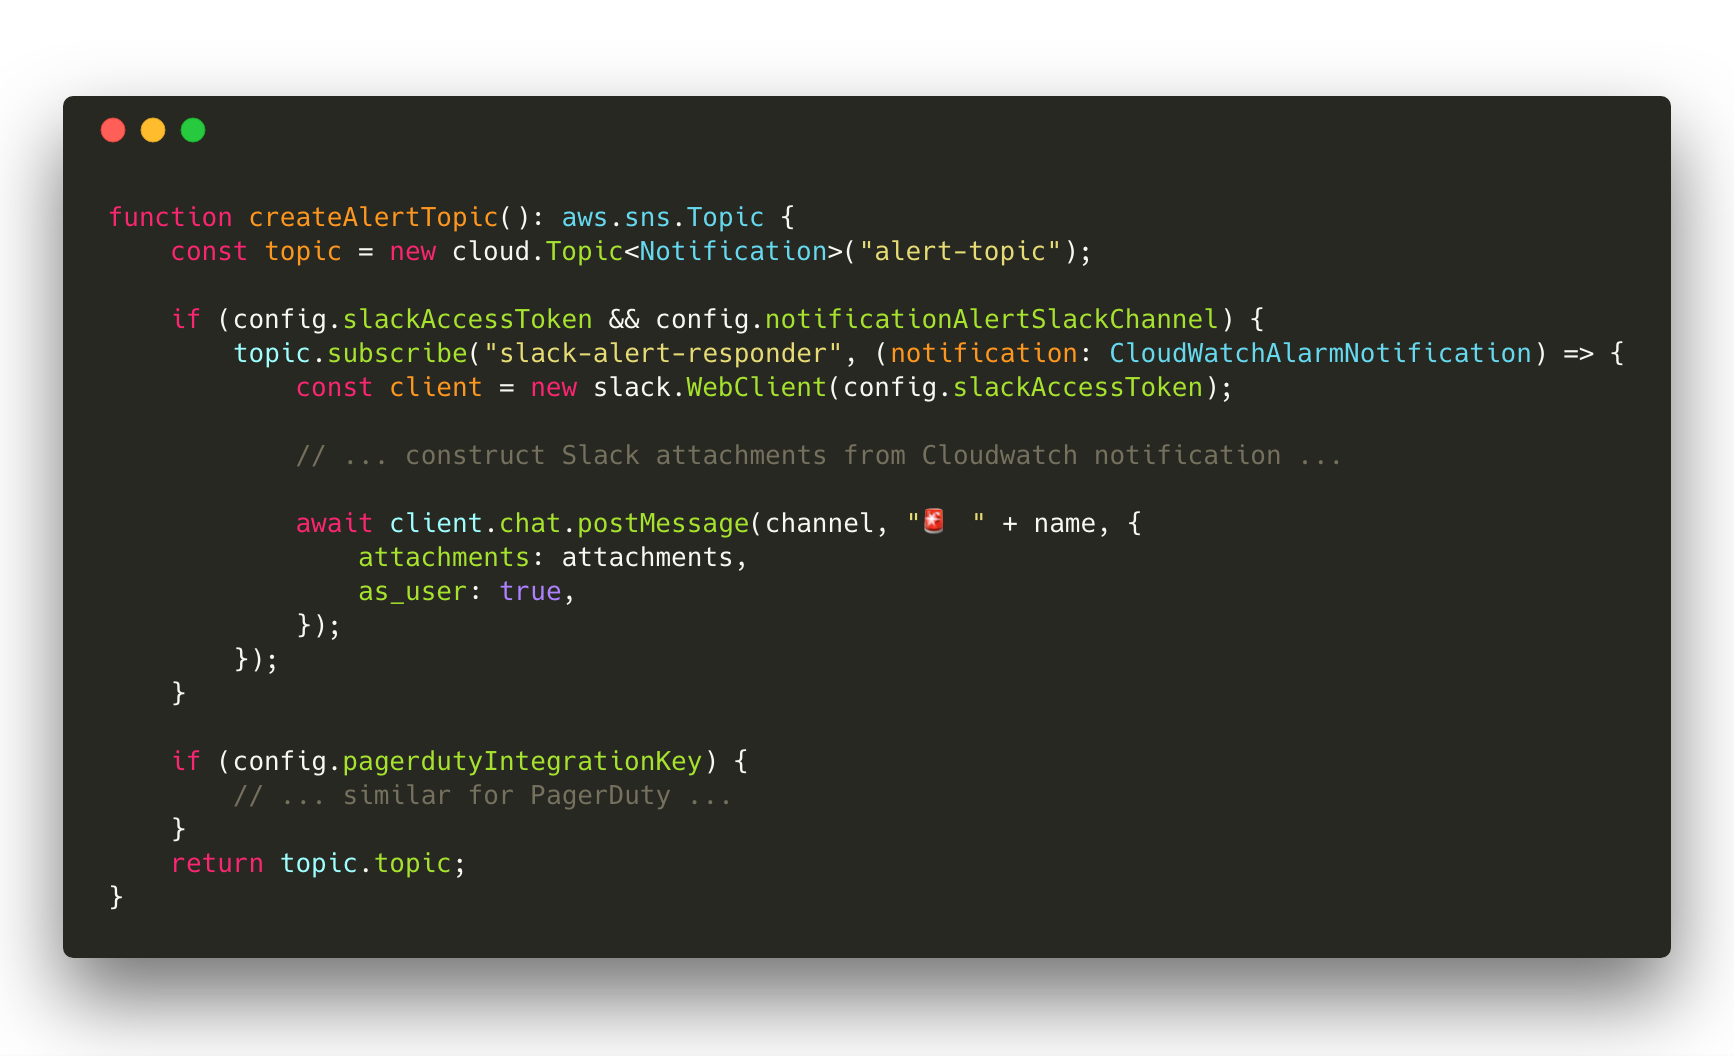 function createAlertTopic(): aws.sns.Topic {
    const topic = new cloud.Topic<Notification>("alert-topic");

    if (config.slackAccessToken && config.notificationAlertSlackChannel) {
        topic.subscribe("slack-alert-responder", (notification: CloudWatchAlarmNotification) => {
            const client = new slack.WebClient(config.slackAccessToken);

            // ... construct Slack attachments from Cloudwatch notification ...

            await client.chat.postMessage(channel, "🚨 " + name, {
                attachments: attachments,
                as_user: true,
            });
        });
    }

    if (config.pagerdutyIntegrationKey) {
        // ... similar for PagerDuty ...
    }
    return topic.topic;
}